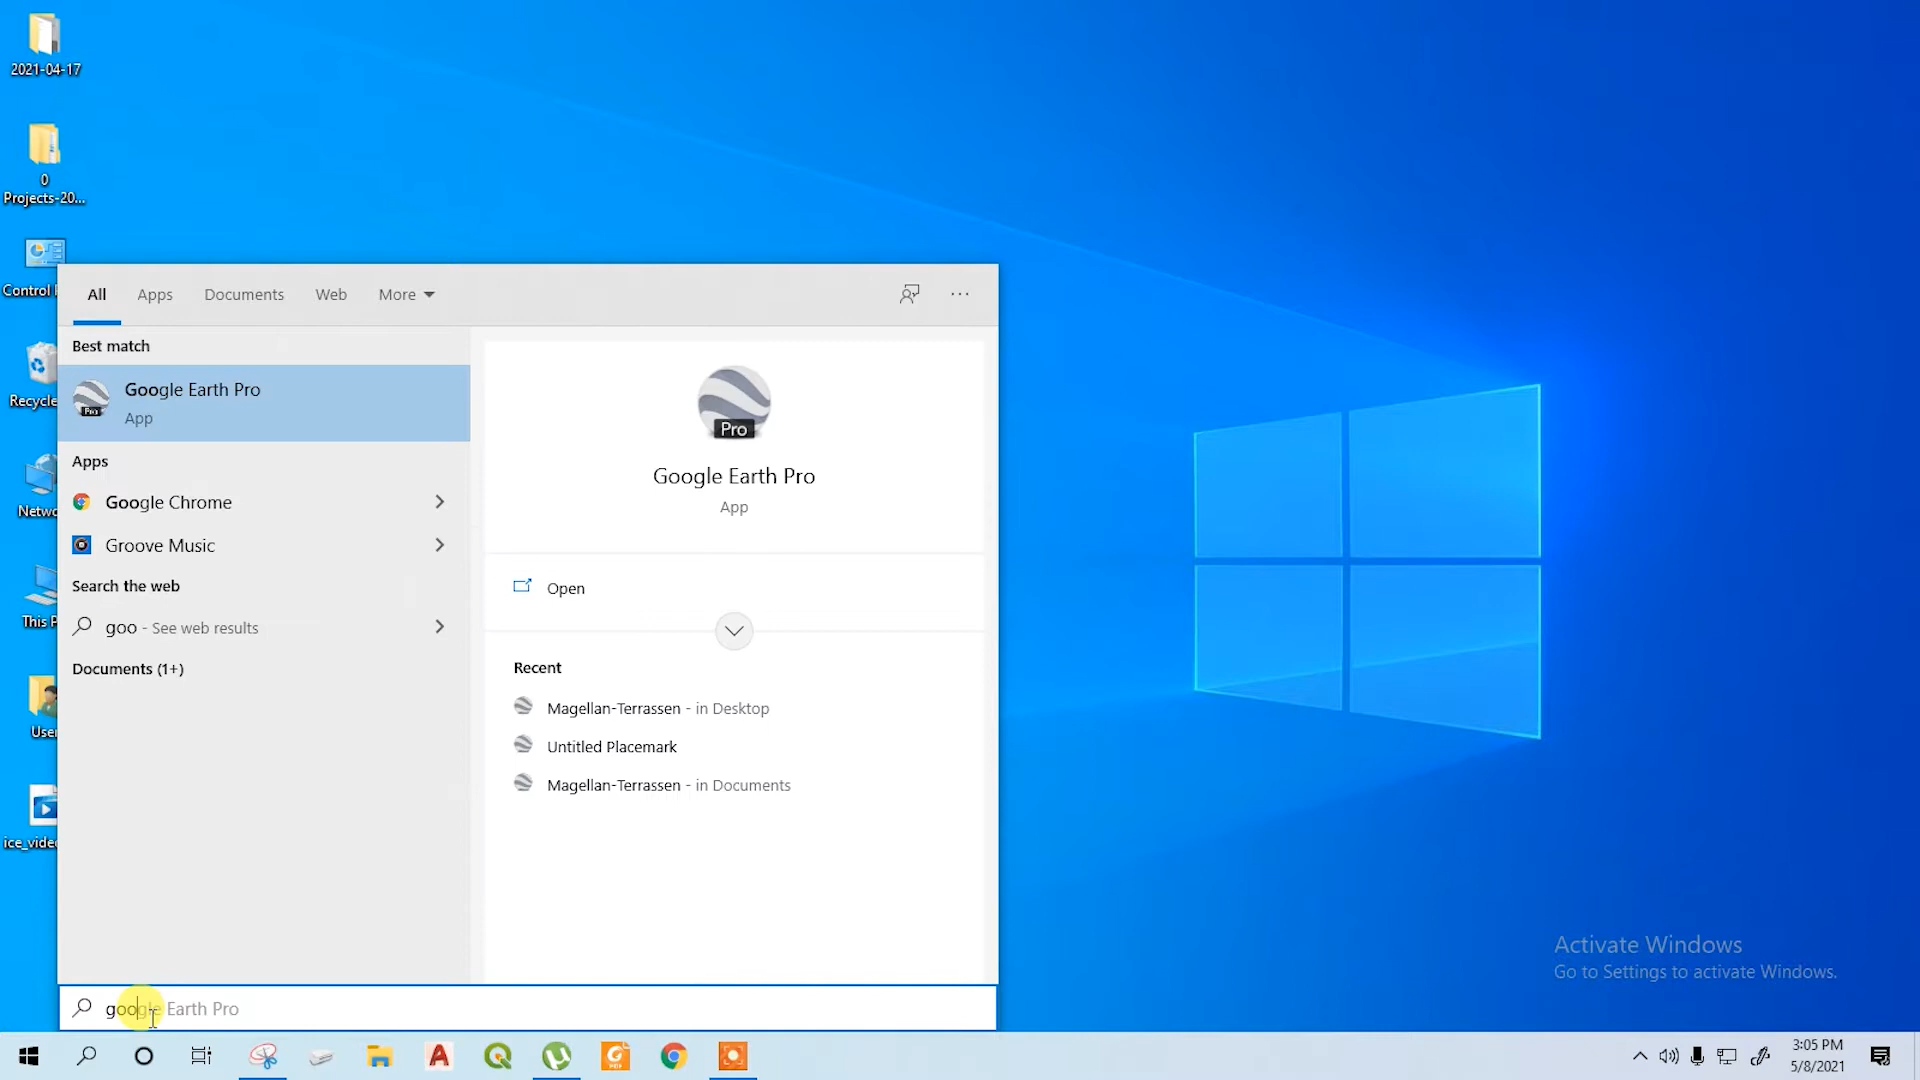 2021-04-17
0
Projects-20...
Control
Recycle
Netwo
This P
User
ice_video
All
Apps
Documents
Web
More
Best match
Google Earth Pro
App
Apps
Google Chrome
Groove Music
Search the web
goo - See web results
Documents (1+)
Pro
Google Earth Pro
App
Open
Recent
Magellan-Terrassen - in Desktop
Untitled Placemark
Magellan-Terrassen - in Documents
google Earth Pro
Activate Windows
Go to Settings to activate Windows.
3:05 PM
5/8/2021